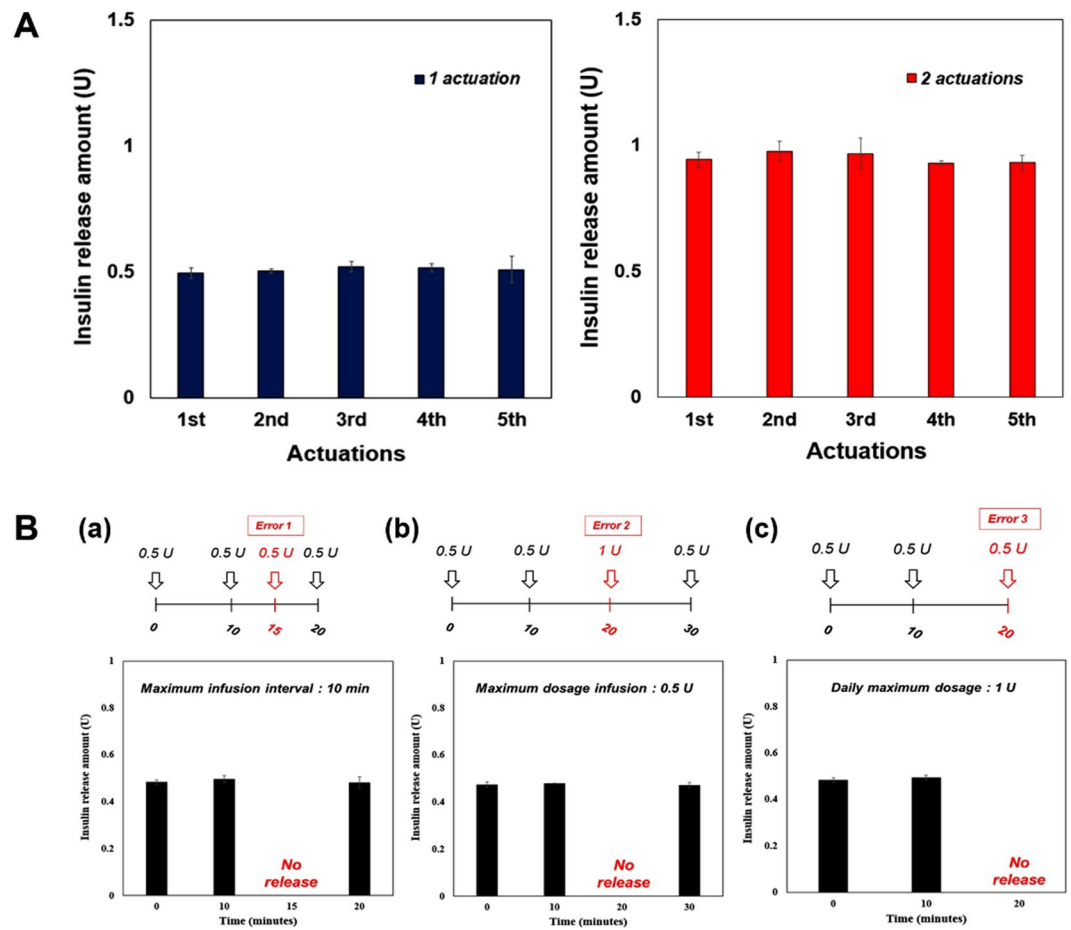 A
Insulin release amount (U)
1.5
1
0.5
0
1 actuation
1st 2nd 3rd 4th 5th
Actuations
Insulin release amount (U)
1.5
1
0.5
0
2 actuations
1st 2nd 3rd 4th 5th
Actuations
B
(a)
Error 1
0.5 U 0.5 U 0.5 U 0.5 U
0 10 15 20
Insulin release amount (U)
1
0.8
0.6
0.4
0.2
0
Maximum infusion interval : 10 min
No
release
0 10 15 20
Time (minutes)
(b)
Error 2
0.5 U 0.5 U 1 U 0.5 U
0 10 20 30
Insulin release amount (U)
1
0.8
0.6
0.4
0.2
0
Maximum dosage infusion : 0.5 U
No
release
0 10 20 30
Time (minutes)
(c)
Error 3
0.5 U 0.5 U 0.5 U
0 10 20
Insulin release amount (U)
1
0.8
0.6
0.4
0.2
0
Daily maximum dosage : 1 U
No
release
0 10 20
Time (minutes)